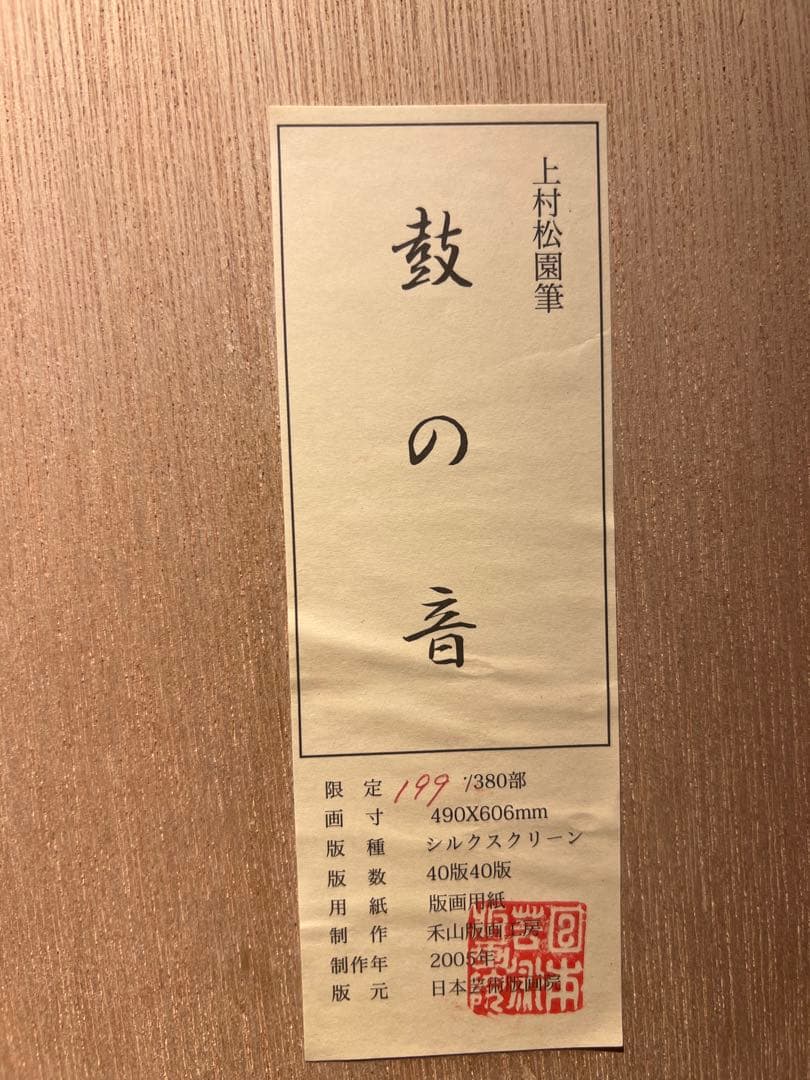 上村松園筆
鼓の音
限定 199 /380部
画寸 490X606mm
版種 シルクスクリーン
版数 40版40版
用紙 版画用紙
制作 禾山版画工房
制作年 2005年
版元 日本芸術版画院